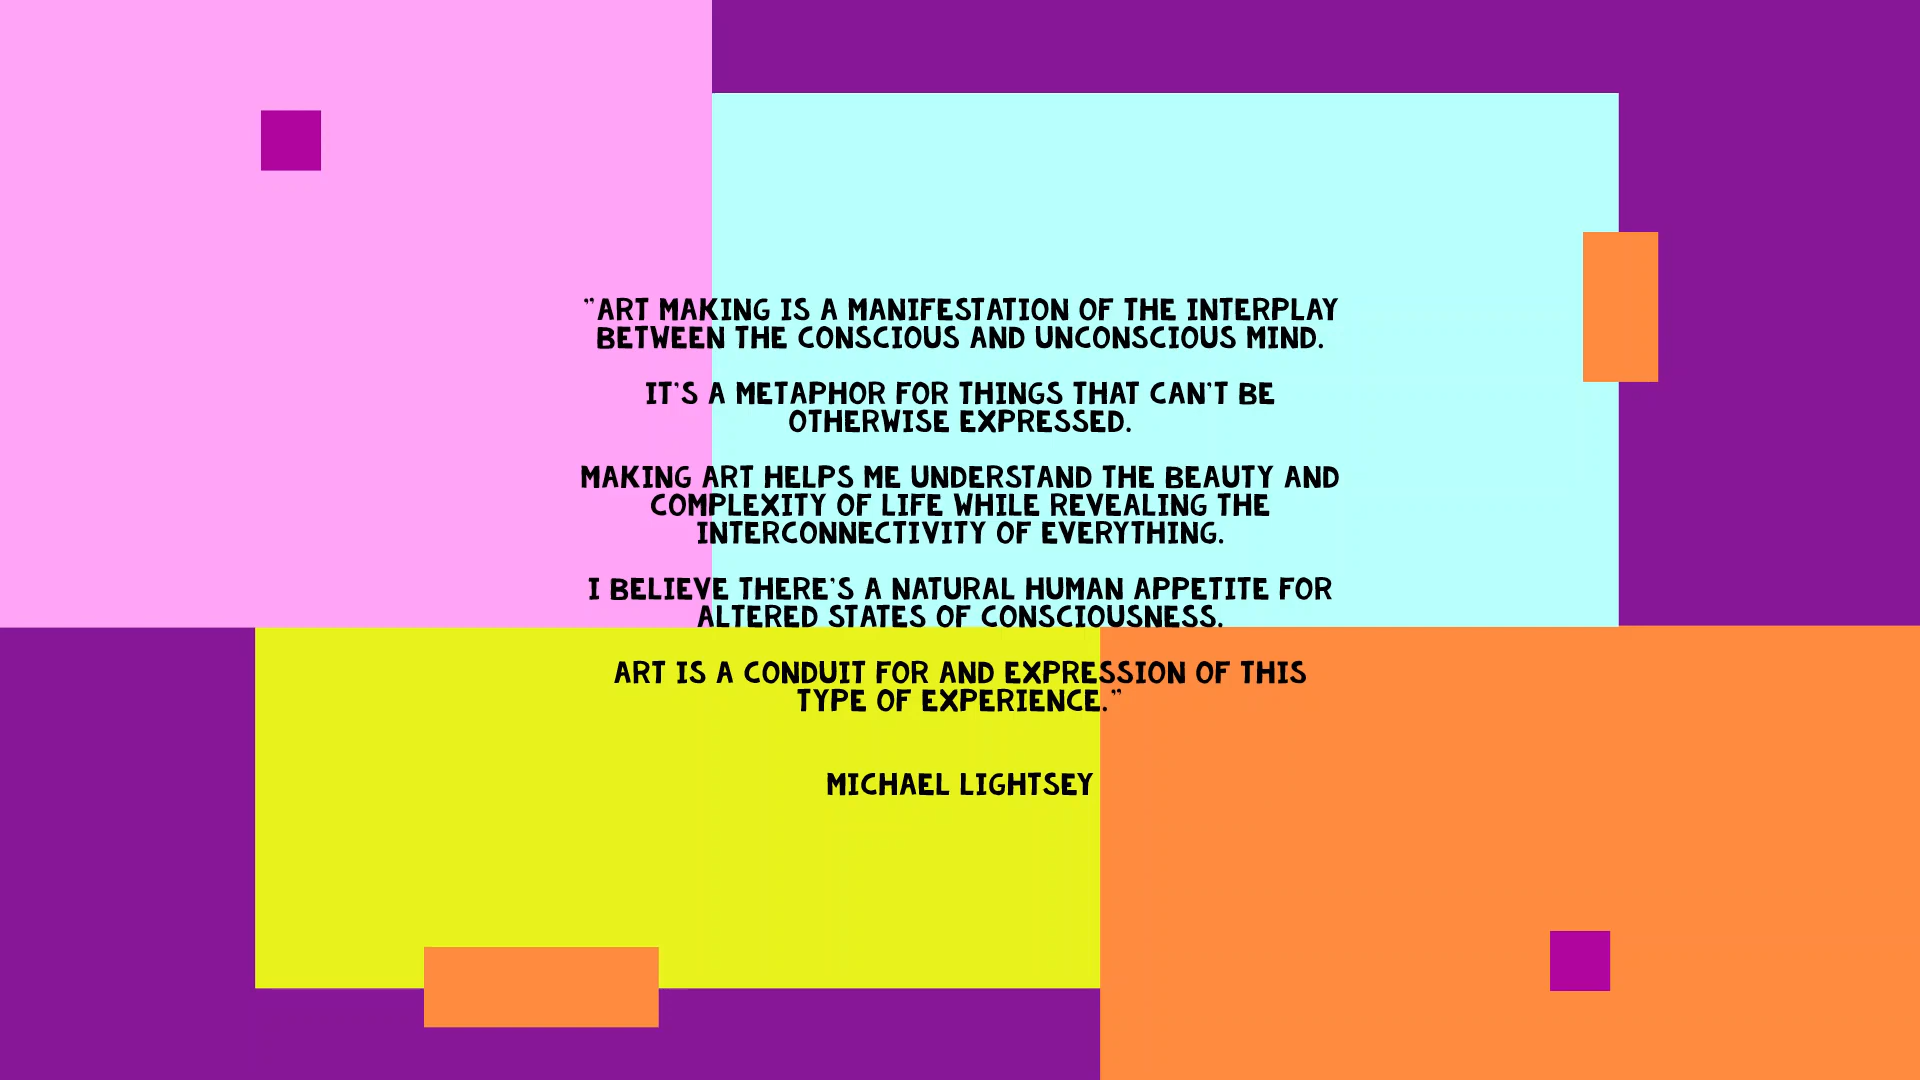 "ART MAKING IS A MANIFESTATION OF THE INTERPLAY
BETWEEN THE CONSCIOUS AND UNCONSCIOUS MIND.
IT'S A METAPHOR FOR THINGS THAT CAN'T BE
OTHERWISE EXPRESSED.
MAKING ART HELPS ME UNDERSTAND THE BEAUTY AND
COMPLEXITY OF LIFE WHILE REVEALING THE
INTERCONNECTIVITY OF EVERYTHING.
I BELIEVE THERE'S A NATURAL HUMAN APPETITE FOR
ALTERED STATES OF CONSCIOUSNESS.
ART IS A CONDUIT FOR AND EXPRESSION OF THIS
TYPE OF EXPERIENCE."
MICHAEL LIGHTSEY